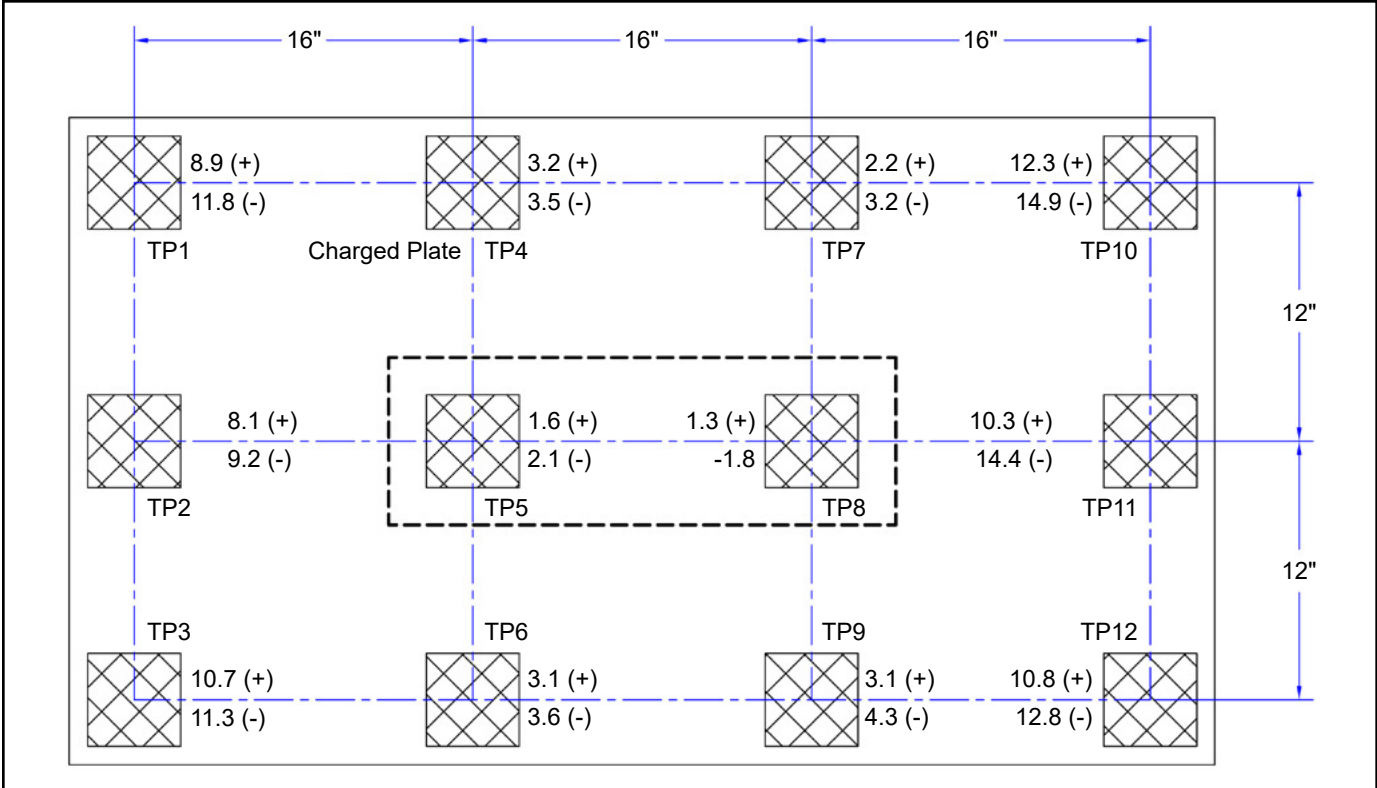 16"
16"
16"
8.9 (+)
11.8 (-)
TP1
3.2 (+)
3.5 (-)
Charged Plate
TP4
2.2 (+)
3.2 (-)
TP7
12.3 (+)
14.9 (-)
TP10
12"
8.1 (+)
9.2 (-)
TP2
1.6 (+)
2.1 (-)
TP5
1.3 (+)
-1.8
TP8
10.3 (+)
14.4 (-)
TP11
12"
TP3
10.7 (+)
11.3 (-)
TP6
3.1 (+)
3.6 (-)
TP9
3.1 (+)
4.3 (-)
TP12
10.8 (+)
12.8 (-)